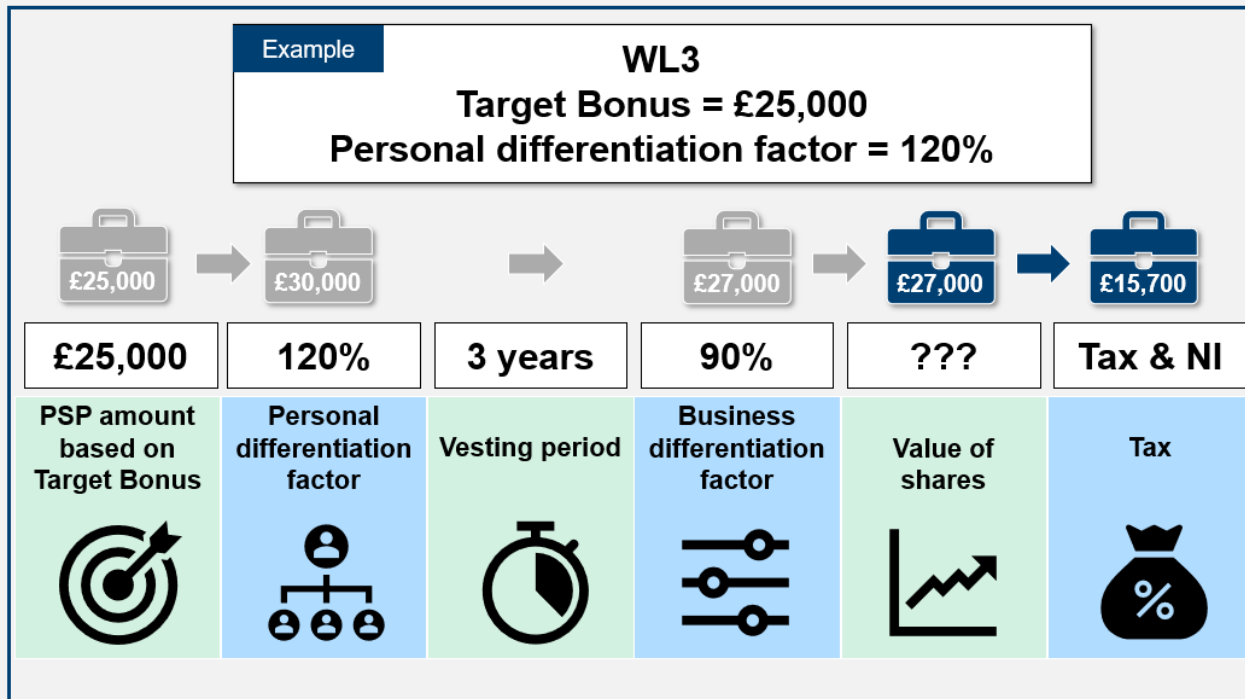 Example
WL3
Target Bonus = £25,000
Personal differentiation factor = 120%
£25,000
£30,000
£27,000
£27,000
£15,700
£25,000
120%
3 years
90%
???
Tax & NI
PSP amount
based on
Target Bonus
Personal
differentiation
factor
Vesting period
Business
differentiation
factor
Value of
shares
Tax
%